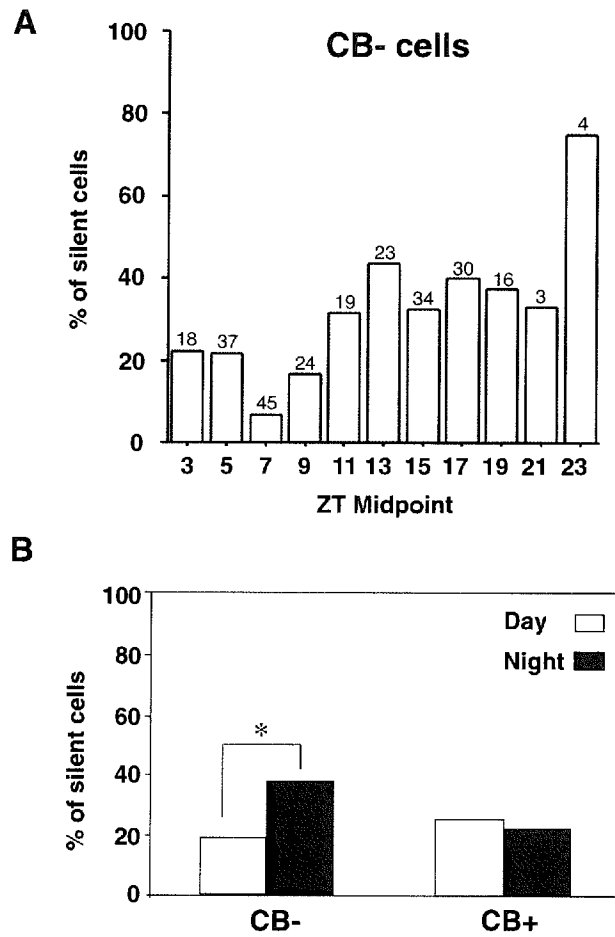 A
CB- cells
% of silent cells
100
80
60
40
20
0
18 37 45 24 19 23 34 30 16 3 4
3 5 7 9 11 13 15 17 19 21 23
ZT Midpoint
B
% of silent cells
100
80
60
40
20
0
Day
Night
*
CB- CB+